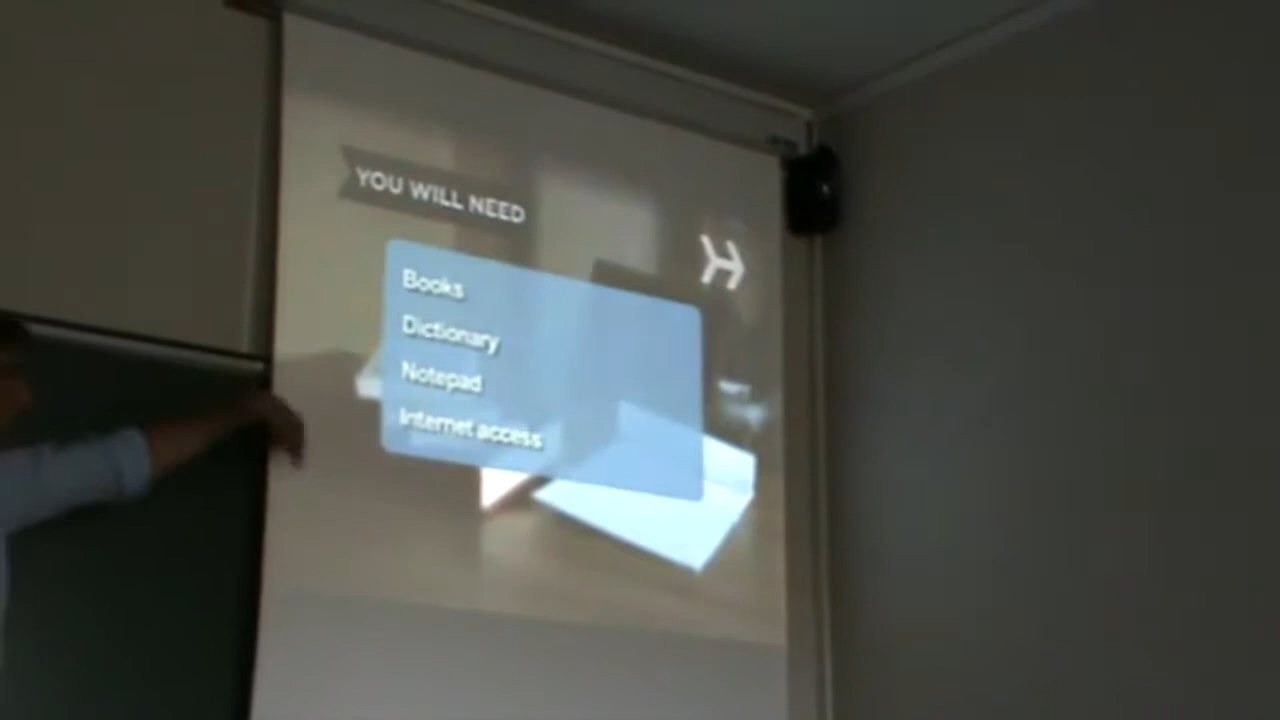 YOU WILL NEED
Books
Dictionary
Notepad
Internet access